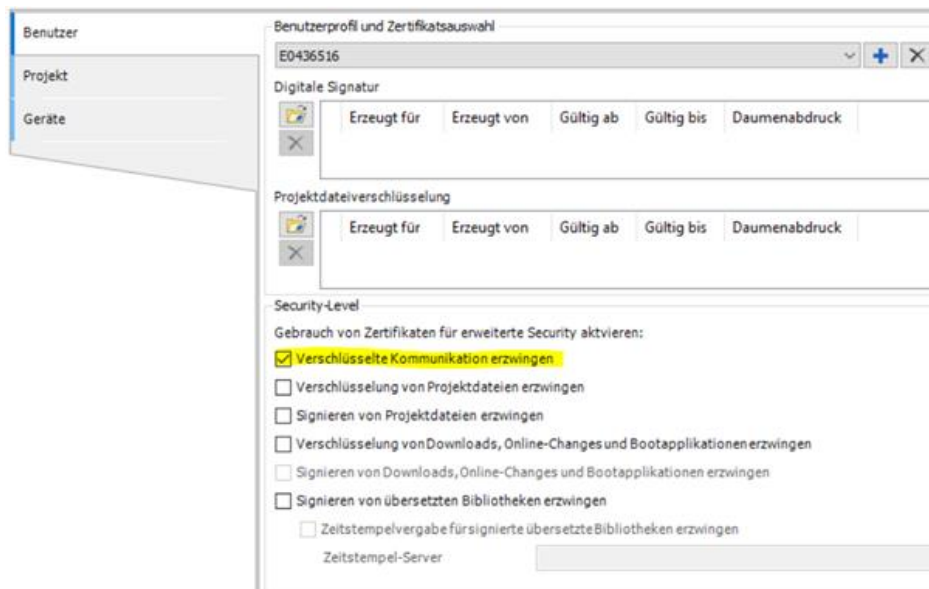 Benutzer
Projekt
Geräte
Benutzerprofil und Zertifikatsauswahl
E0436516
Digitale Signatur
Erzeugt für Erzeugt von Gültig ab Gültig bis Daumenabdruck
Projektdateiverschlüsselung
Erzeugt für Erzeugt von Gültig ab Gültig bis Daumenabdruck
Security-Level
Gebrauch von Zertifikaten für erweiterte Security aktvieren:
Verschlüsselte Kommunikation erzwingen
Verschlüsselung von Projektdateien erzwingen
Signieren von Projektdateien erzwingen
Verschlüsselung von Downloads, Online-Changes und Bootapplikationen erzwingen
Signieren von Downloads, Online-Changes und Bootapplikationen erzwingen
Signieren von übersetzten Bibliotheken erzwingen
Zeitstempelvergabe für signierte übersetzte Bibliotheken erzwingen
Zeitstempel-Server